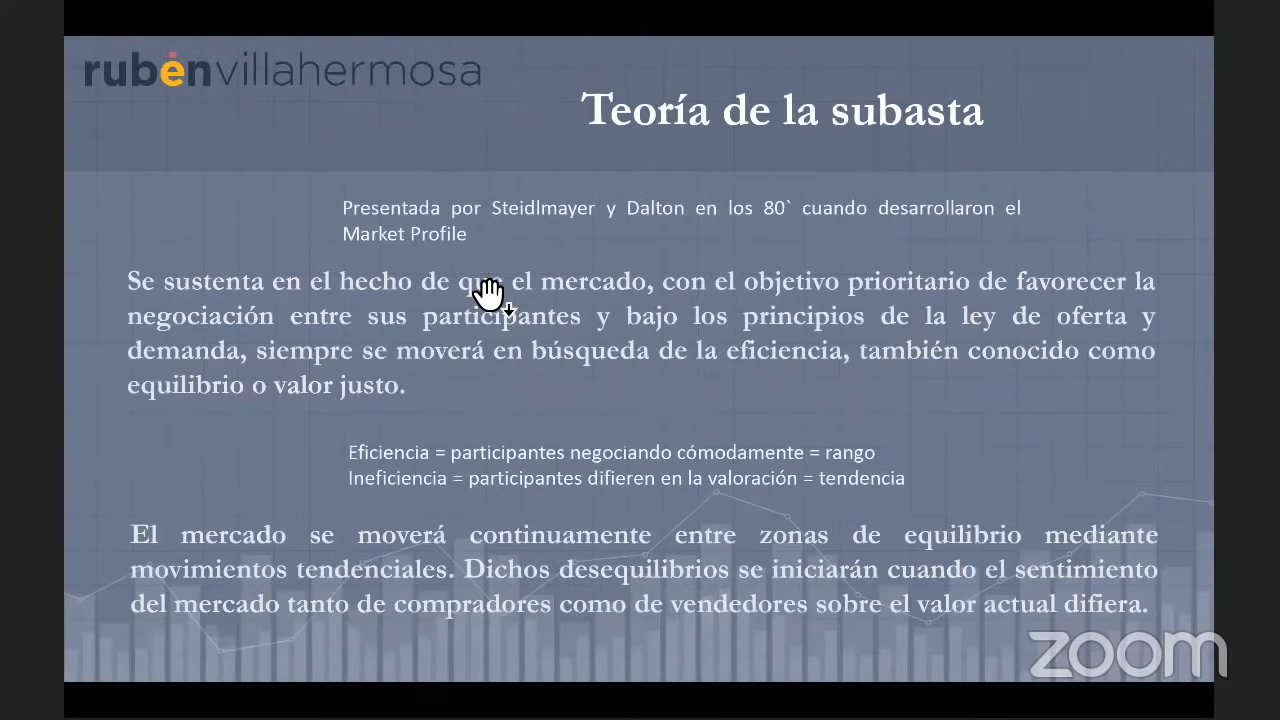 rubén villahermosa
Teoría de la subasta
Presentada por Steidlmayer y Dalton en los 80` cuando desarrollaron el
Market Profile
Se sustenta en el hecho de que el mercado, con el objetivo prioritario de favorecer la
negociación entre sus participantes y bajo los principios de la ley de oferta y
demanda, siempre se moverá en búsqueda de la eficiencia, también conocido como
equilibrio o valor justo.
Eficiencia = participantes negociando cómodamente = rango
Ineficiencia = participantes difieren en la valoración = tendencia
El mercado se moverá continuamente entre zonas de equilibrio mediante
movimientos tendenciales. Dichos desequilibrios se iniciarán cuando el sentimiento
del mercado tanto de compradores como de vendedores sobre el valor actual difiera.
zoom